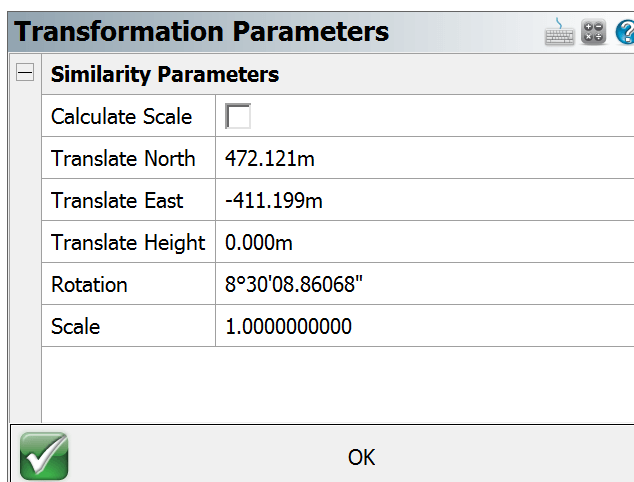 Transformation Parameters
Similarity Parameters
Calculate Scale
Translate North 472.121m
Translate East -411.199m
Translate Height 0.000m
Rotation 8°30'08.86068"
Scale 1.0000000000
OK